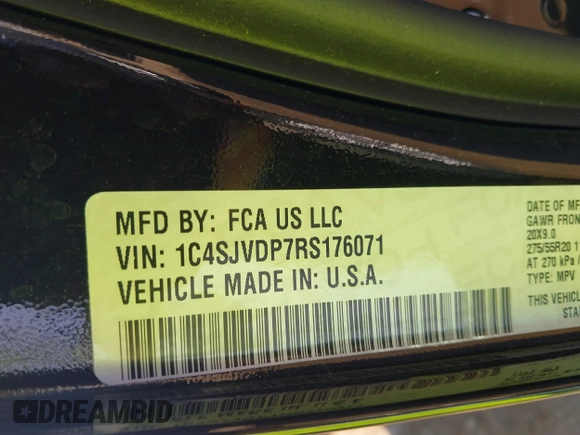 MFD BY: FCA US LLC
VIN: 1C4SJVDP7RS176071
VEHICLE MADE IN: U.S.A.
DATE OF MF
GAWR FRON
20X9.0
275/55R20 1
AT 270 kPa /
TYPE: MPV
THIS VEHICL
STA
DREAMBID